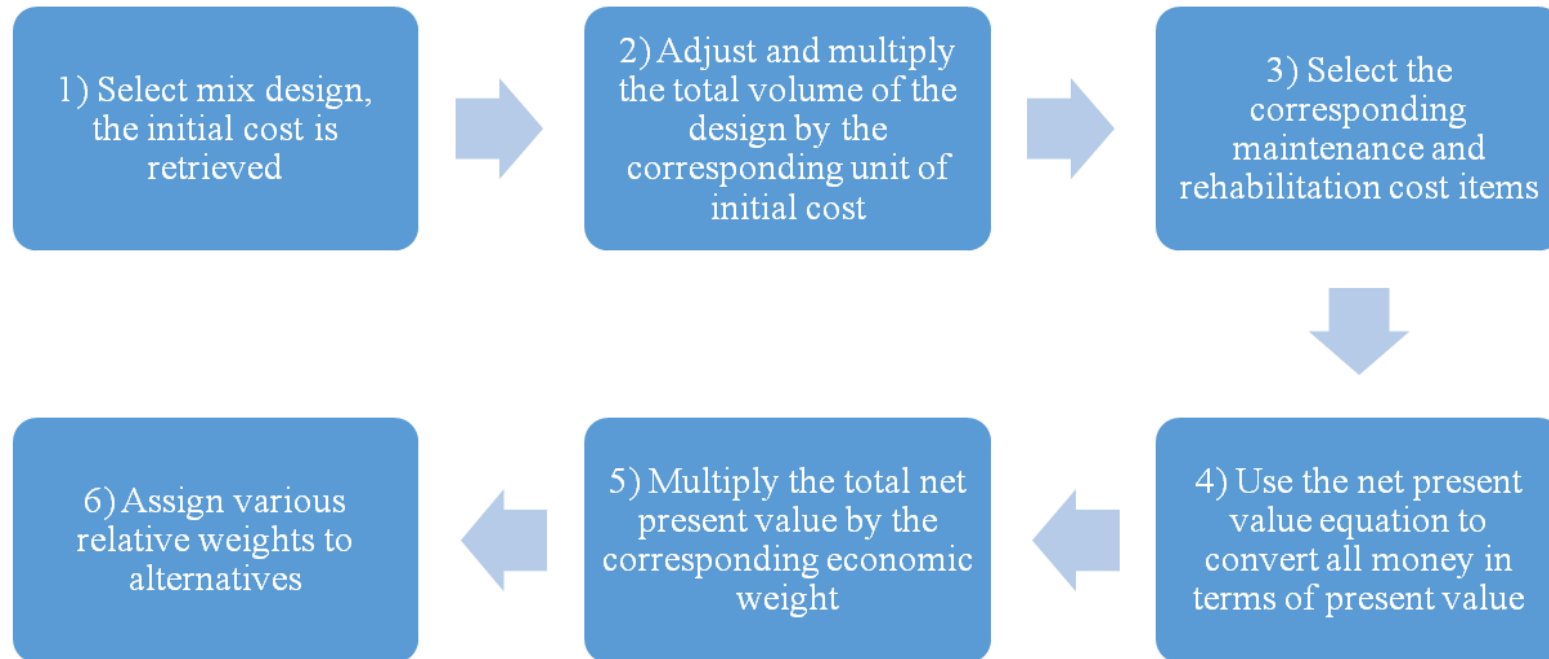 1) Select mix design,
the initial cost is
retrieved
2) Adjust and multiply
the total volume of the
design by the
corresponding unit of
initial cost
3) Select the
corresponding
maintenance and
rehabilitation cost items
4) Use the net present
value equation to
convert all money in
terms of present value
5) Multiply the total net
present value by the
corresponding economic
weight
6) Assign various
relative weights to
alternatives